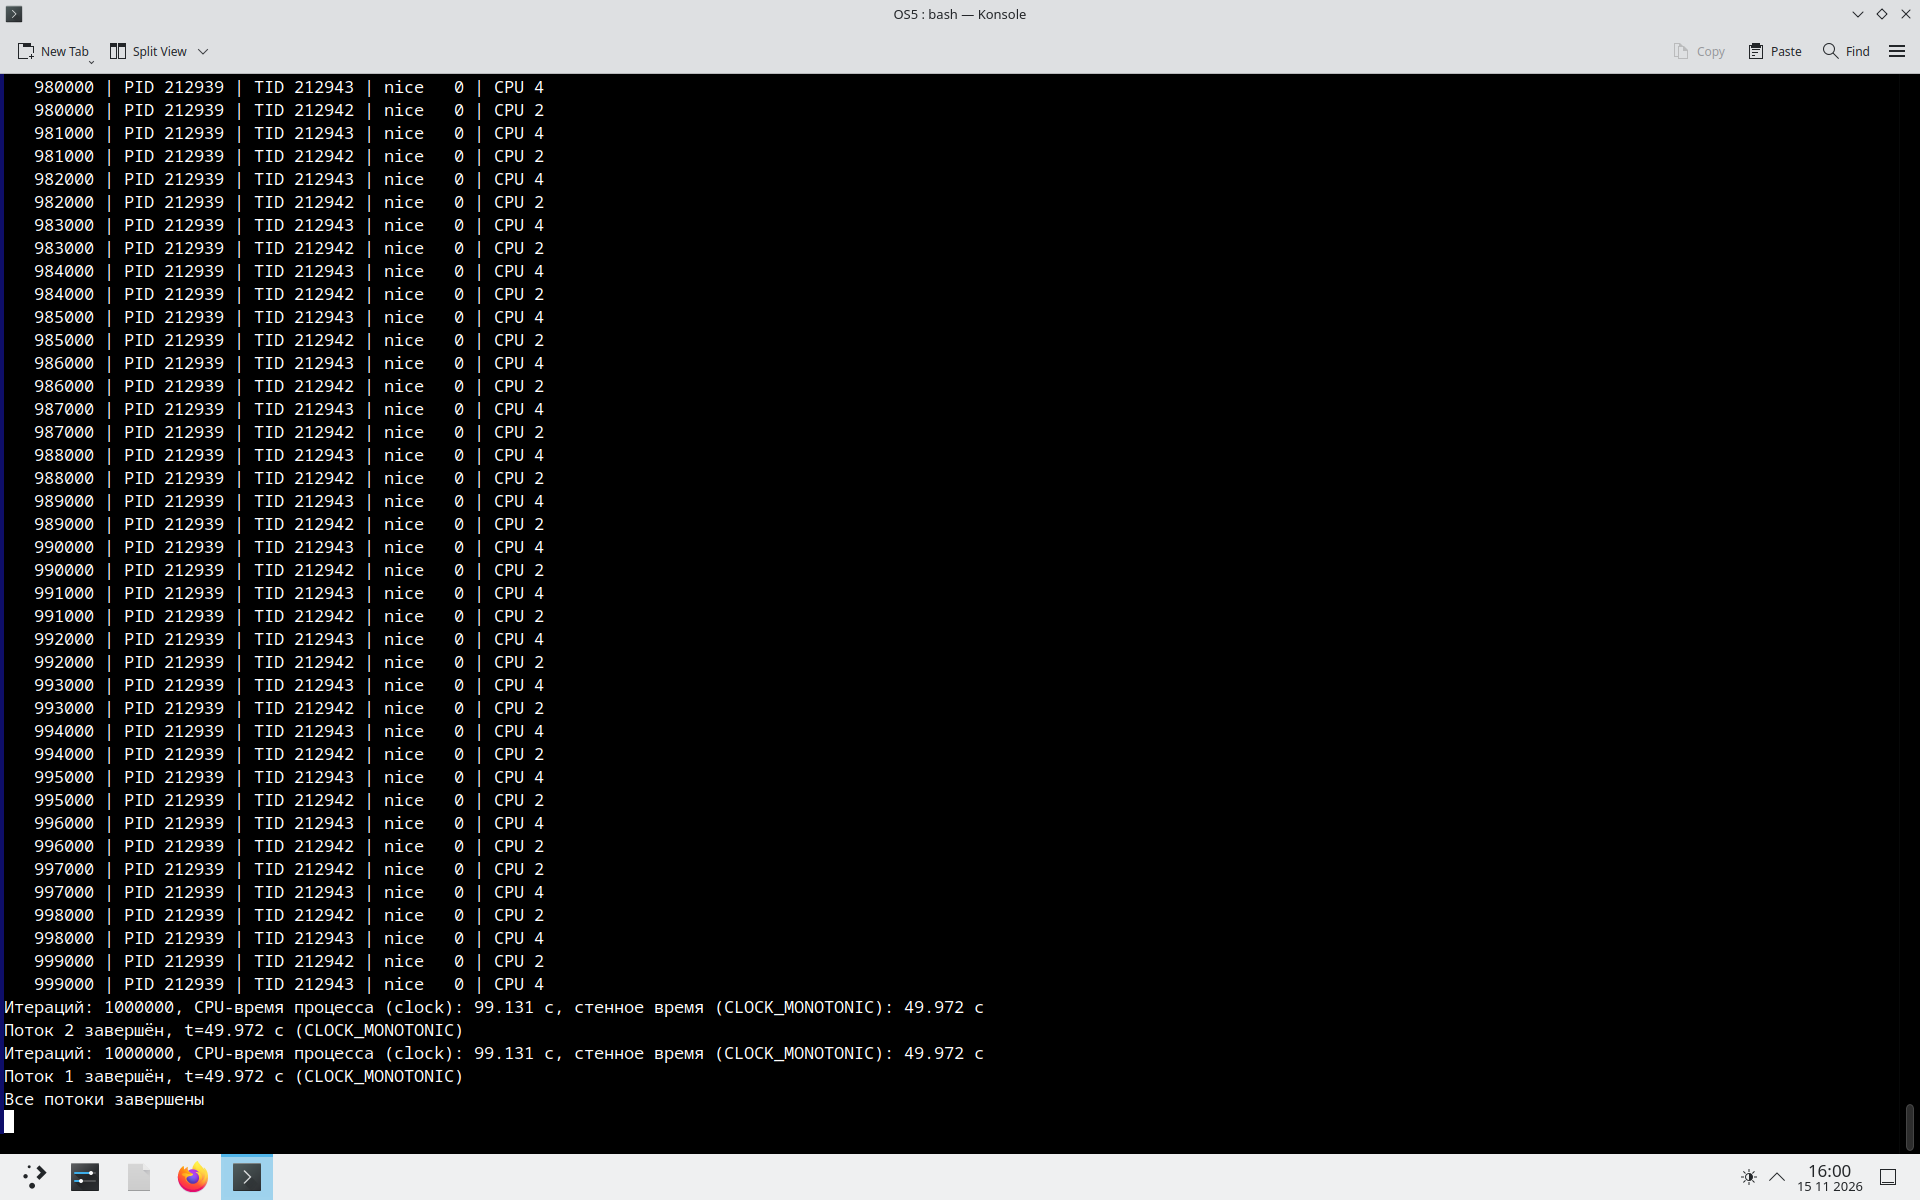 OS5 : bash — Konsole
New Tab Split View Copy Paste Find
980000 | PID 212939 | TID 212943 | nice   0 | CPU 4
980000 | PID 212939 | TID 212942 | nice   0 | CPU 2
981000 | PID 212939 | TID 212943 | nice   0 | CPU 4
981000 | PID 212939 | TID 212942 | nice   0 | CPU 2
982000 | PID 212939 | TID 212943 | nice   0 | CPU 4
982000 | PID 212939 | TID 212942 | nice   0 | CPU 2
983000 | PID 212939 | TID 212943 | nice   0 | CPU 4
983000 | PID 212939 | TID 212942 | nice   0 | CPU 2
984000 | PID 212939 | TID 212943 | nice   0 | CPU 4
984000 | PID 212939 | TID 212942 | nice   0 | CPU 2
985000 | PID 212939 | TID 212943 | nice   0 | CPU 4
985000 | PID 212939 | TID 212942 | nice   0 | CPU 2
986000 | PID 212939 | TID 212943 | nice   0 | CPU 4
986000 | PID 212939 | TID 212942 | nice   0 | CPU 2
987000 | PID 212939 | TID 212943 | nice   0 | CPU 4
987000 | PID 212939 | TID 212942 | nice   0 | CPU 2
988000 | PID 212939 | TID 212943 | nice   0 | CPU 4
988000 | PID 212939 | TID 212942 | nice   0 | CPU 2
989000 | PID 212939 | TID 212943 | nice   0 | CPU 4
989000 | PID 212939 | TID 212942 | nice   0 | CPU 2
990000 | PID 212939 | TID 212943 | nice   0 | CPU 4
990000 | PID 212939 | TID 212942 | nice   0 | CPU 2
991000 | PID 212939 | TID 212943 | nice   0 | CPU 4
991000 | PID 212939 | TID 212942 | nice   0 | CPU 2
992000 | PID 212939 | TID 212943 | nice   0 | CPU 4
992000 | PID 212939 | TID 212942 | nice   0 | CPU 2
993000 | PID 212939 | TID 212943 | nice   0 | CPU 4
993000 | PID 212939 | TID 212942 | nice   0 | CPU 2
994000 | PID 212939 | TID 212943 | nice   0 | CPU 4
994000 | PID 212939 | TID 212942 | nice   0 | CPU 2
995000 | PID 212939 | TID 212943 | nice   0 | CPU 4
995000 | PID 212939 | TID 212942 | nice   0 | CPU 2
996000 | PID 212939 | TID 212943 | nice   0 | CPU 4
996000 | PID 212939 | TID 212942 | nice   0 | CPU 2
997000 | PID 212939 | TID 212942 | nice   0 | CPU 2
997000 | PID 212939 | TID 212943 | nice   0 | CPU 4
998000 | PID 212939 | TID 212942 | nice   0 | CPU 2
998000 | PID 212939 | TID 212943 | nice   0 | CPU 4
999000 | PID 212939 | TID 212942 | nice   0 | CPU 2
999000 | PID 212939 | TID 212943 | nice   0 | CPU 4
Итераций: 1000000, CPU-время процесса (clock): 99.131 с, стенное время (CLOCK_MONOTONIC): 49.972 с
Поток 2 завершён, t=49.972 с (CLOCK_MONOTONIC)
Итераций: 1000000, CPU-время процесса (clock): 99.131 с, стенное время (CLOCK_MONOTONIC): 49.972 с
Поток 1 завершён, t=49.972 с (CLOCK_MONOTONIC)
Все потоки завершены
16:00
15 11 2026